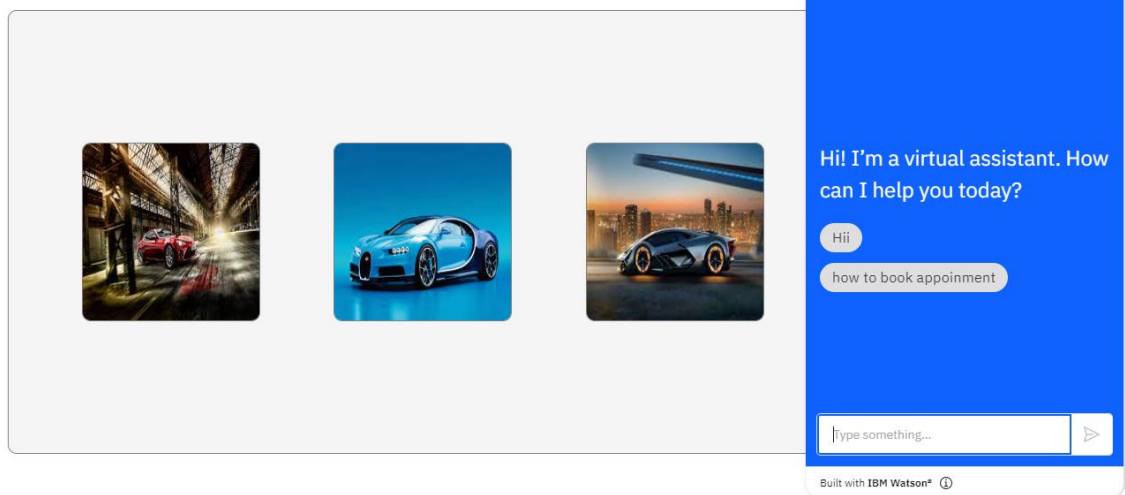 Hi! I'm a virtual assistant. How
can I help you today?
Hii
how to book appoinment
Type something...
Built with IBM Watson®